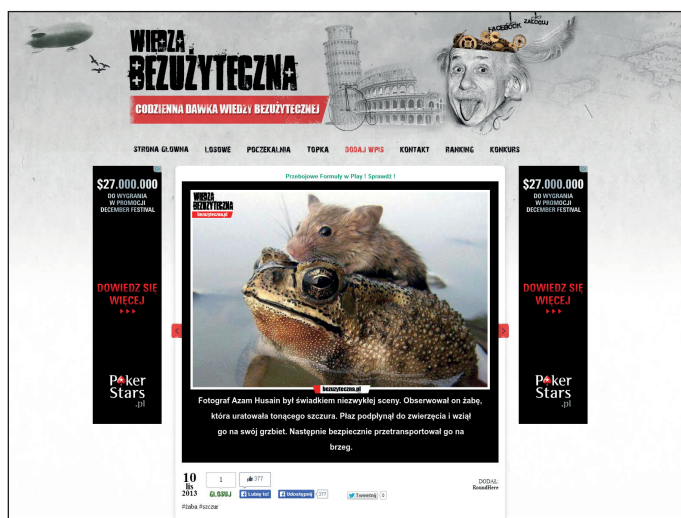 FACEBOOK ZALOGUJ
WIEDZA
BEZUŻYTECZNA
CODZIENNA DAWKA WIEDZY BEZUŻYTECZNEJ
STRONA GŁOWNA LOSOWE POCZEKALNIA TOPKA DODAJ WPIS KONTAKT RANKING KONKURS
Przebojowe Formuły w Play ! Sprawdź !
$27.000.000
DO WYGRANIA
W PROMOCJI
DECEMBER FESTIVAL
DOWIEDZ SIĘ
WIĘCEJ
PokerStars
.pl
WIEDZA
BEZUŻYTECZNA
bezuzyteczna.pl
bezuzyteczna.pl
Fotograf Azam Husain był świadkiem niezwykłej sceny. Obserwował on żabę,
która uratowała tonącego szczura. Płaz podpłynął do zwierzęcia i wziął
go na swój grzbiet. Następnie bezpiecznie przetransportował go na
brzeg.
$27.000.000
DO WYGRANIA
W PROMOCJI
DECEMBER FESTIVAL
DOWIEDZ SIĘ
WIĘCEJ
PokerStars
.pl
10
lis
2013
1
GŁOSUJ
377
Lubię to!
Udostępnij 377
Tweetnij 0
DODAŁ:
RoundHere
#żaba #szczur